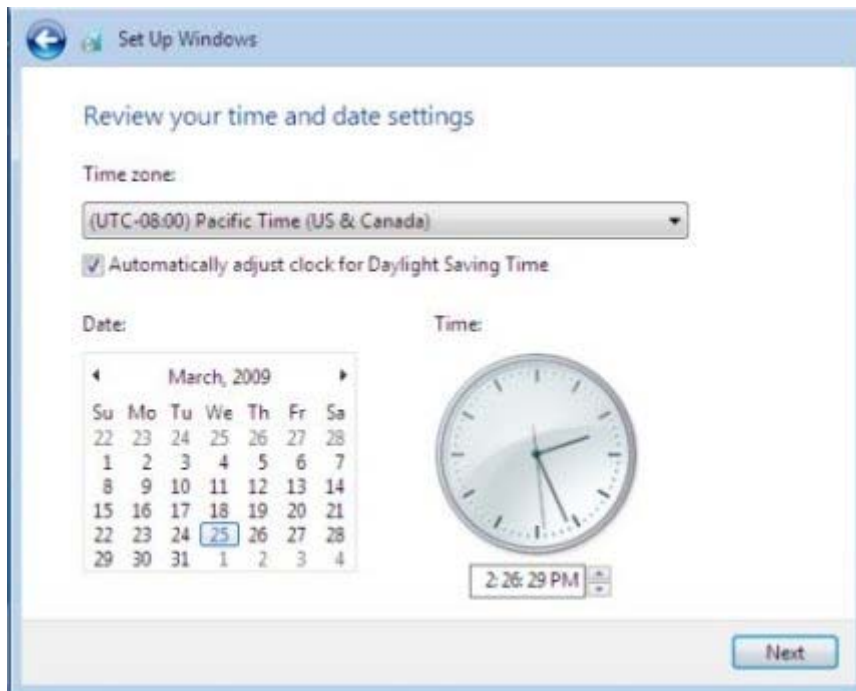 Set Up Windows
Review your time and date settings
Time zone:
(UTC-08:00) Pacific Time (US & Canada)
Automatically adjust clock for Daylight Saving Time
Date:
Time:
March, 2009
Su Mo Tu We Th Fr Sa
22 23 24 25 26 27 28
1 2 3 4 5 6 7
8 9 10 11 12 13 14
15 16 17 18 19 20 21
22 23 24 25 26 27 28
29 30 31 1 2 3 4
2:26:29 PM
Next